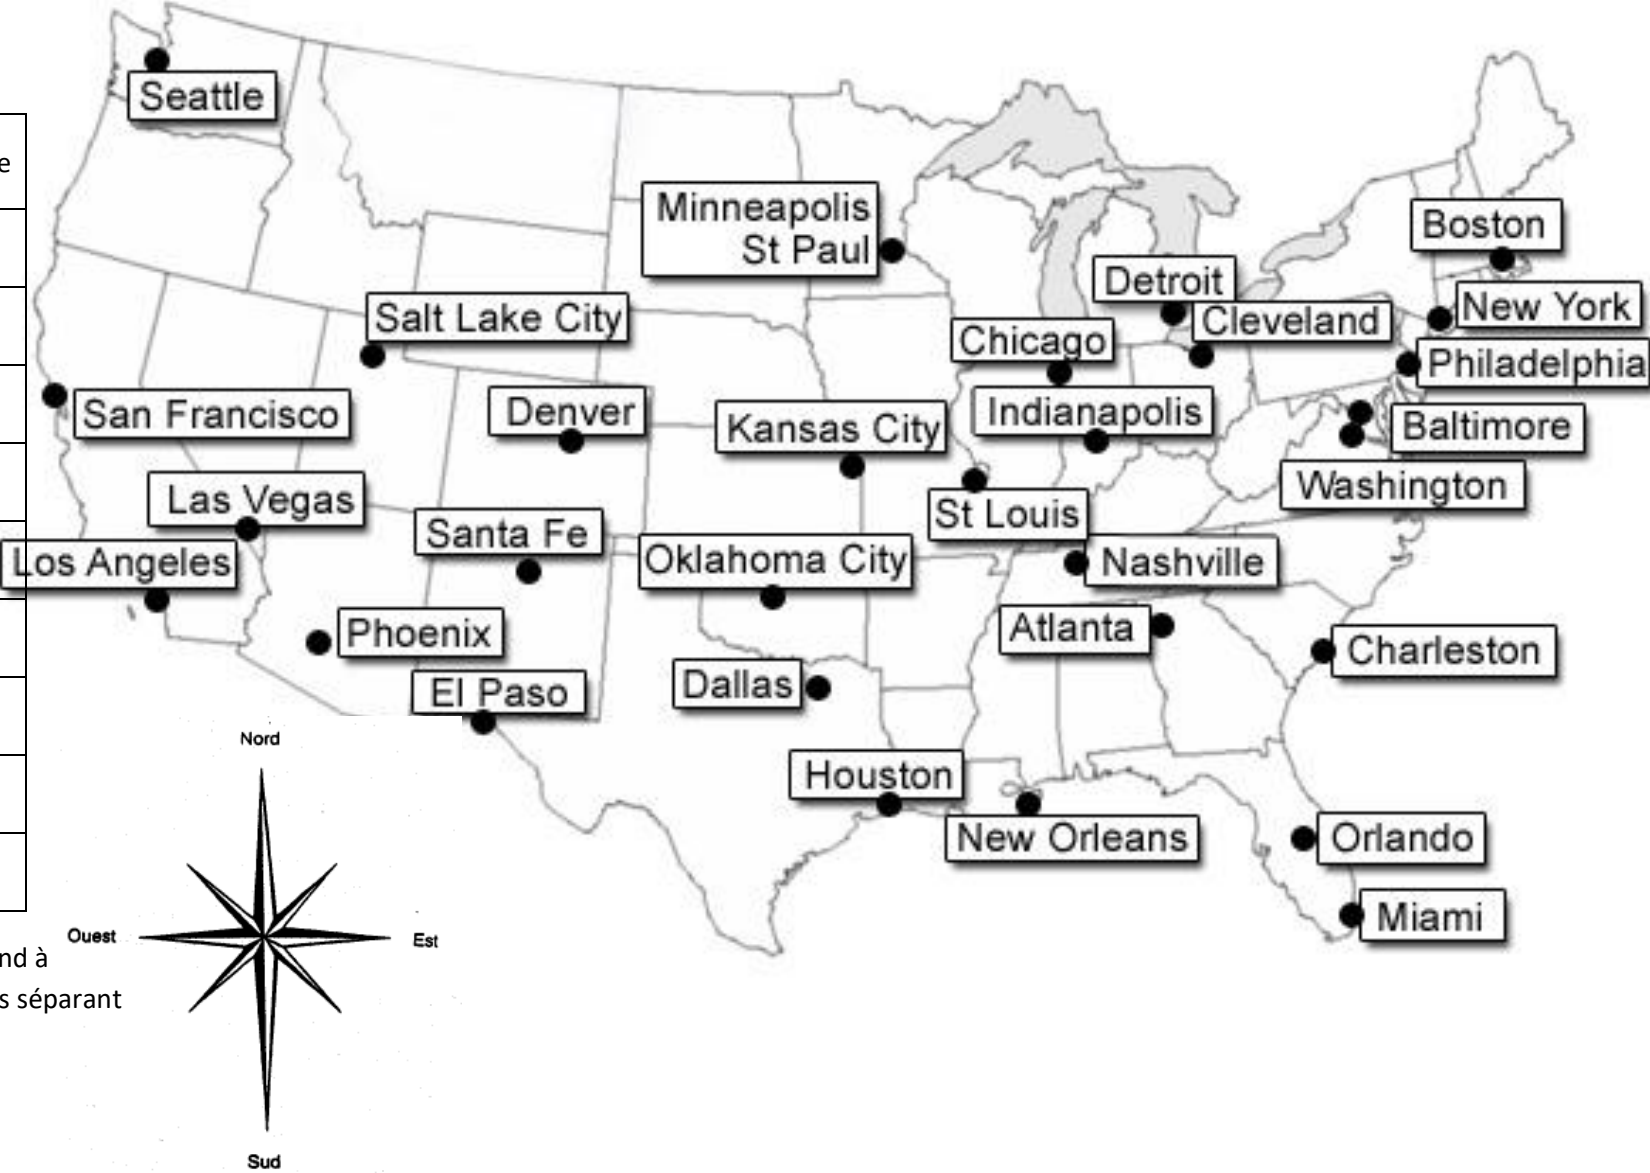 Seattle
e
Minneapolis
St Paul
Boston
Detroit
New York
Salt Lake City
Cleveland
Chicago
Philadelphia
San Francisco
Denver
Indianapolis
Kansas City
Baltimore
Las Vegas
Washington
St Louis
Santa Fe
Los Angeles
Oklahoma City
Nashville
Phoenix
Atlanta
Charleston
El Paso
Dallas
Nord
Houston
New Orleans
Orlando
Miami
Ouest
Est
nd à
s séparant
Sud